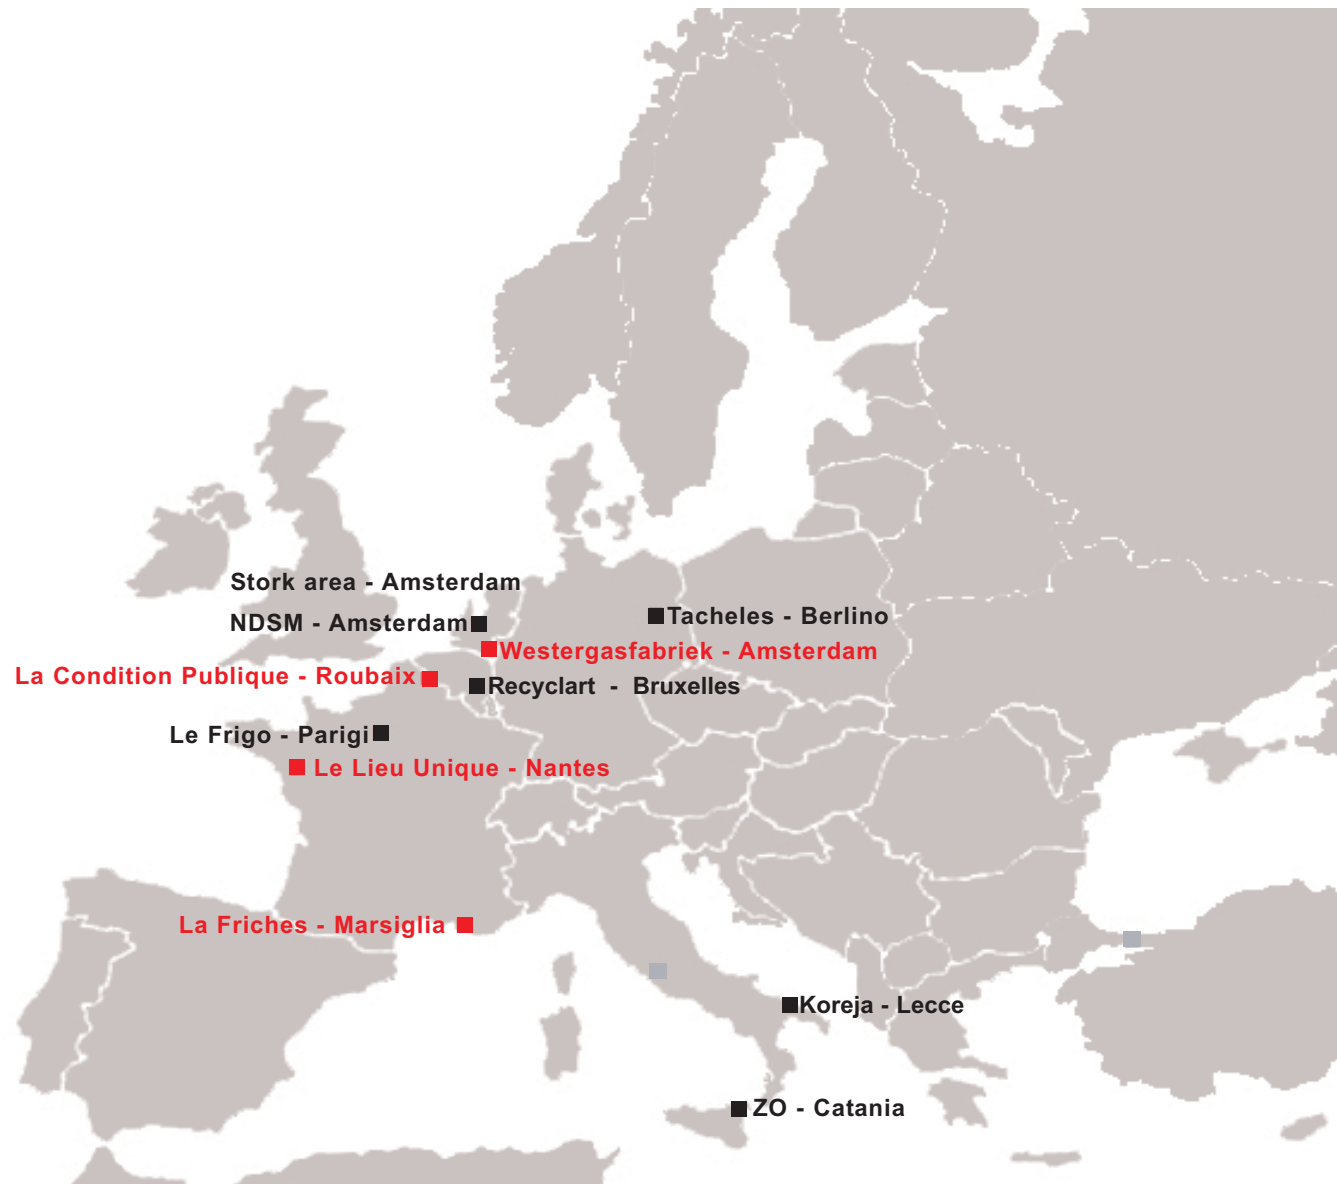 Stork area - Amsterdam
NDSM - Amsterdam
Tacheles - Berlino
Westergasfabriek - Amsterdam
La Condition Publique - Roubaix
Recyclart - Bruxelles
Le Frigo - Parigi
Le Lieu Unique - Nantes
La Friches - Marsiglia
Koreja - Lecce
ZO - Catania